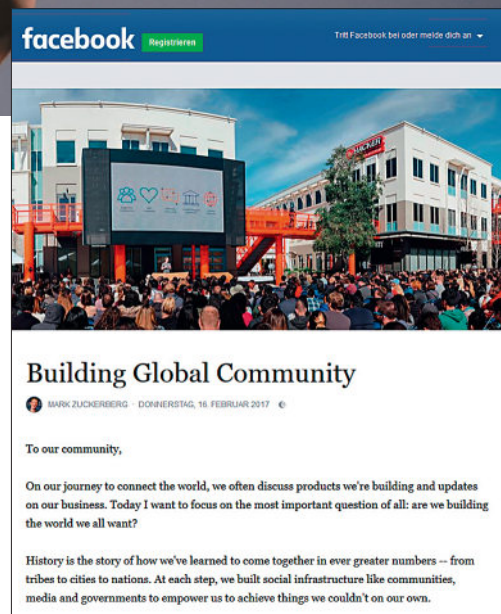 facebook
Registrieren
Tritt Facebook bei oder melde dich an
HACKER
Building Global Community
MARK ZUCKERBERG · DONNERSTAG, 16. FEBRUAR 2017
To our community,
On our journey to connect the world, we often discuss products we're building and updates
on our business. Today I want to focus on the most important question of all: are we building
the world we all want?
History is the story of how we've learned to come together in ever greater numbers -- from
tribes to cities to nations. At each step, we built social infrastructure like communities,
media and governments to empower us to achieve things we couldn't on our own.